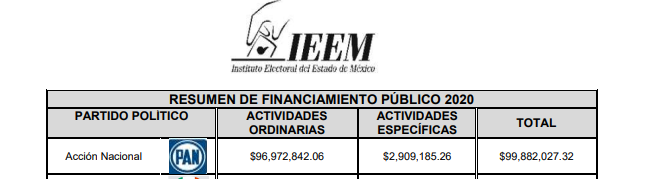 IEEM
Instituto Electoral del Estado de México
RESUMEN DE FINANCIAMIENTO PÚBLICO 2020
PARTIDO POLÍTICO
ACTIVIDADES
ORDINARIAS
ACTIVIDADES
ESPECÍFICAS
TOTAL
Acción Nacional
PAN
$96,972,842.06
$2,909,185.26
$99,882,027.32